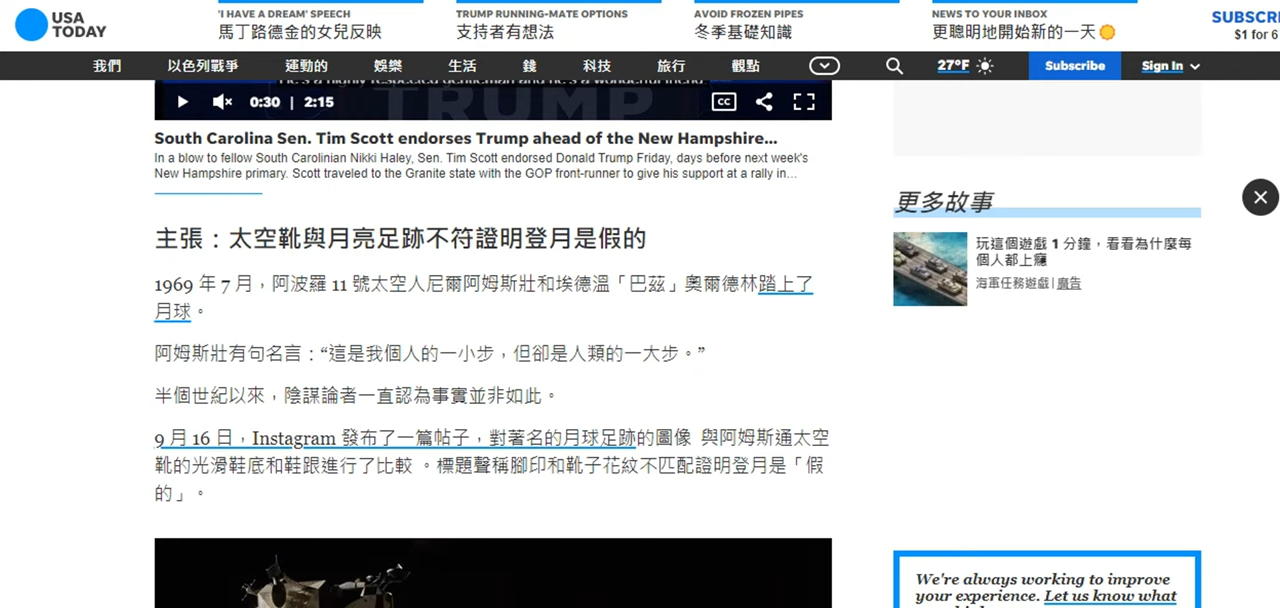 USA
TODAY
'I HAVE A DREAM' SPEECH
馬丁路德金的女兒反映
TRUMP RUNNING-MATE OPTIONS
支持者有想法
AVOID FROZEN PIPES
冬季基礎知識
NEWS TO YOUR INBOX
更聰明地開始新的一天
SUBSCRI
$1 for 6
我們 以色列戰爭 運動的 娛樂 生活 錢 科技 旅行 觀點 27°F Subscribe Sign In
TRUMP
0:30 | 2:15 CC
South Carolina Sen. Tim Scott endorses Trump ahead of the New Hampshire...
In a blow to fellow South Carolinian Nikki Haley, Sen. Tim Scott endorsed Donald Trump Friday, days before next week's
New Hampshire primary. Scott traveled to the Granite state with the GOP front-runner to give his support at a rally in...
主張：太空靴與月亮足跡不符證明登月是假的
1969 年 7 月，阿波羅 11 號太空人尼爾阿姆斯壯和埃德溫「巴茲」奧爾德林踏上了
月球。
阿姆斯壯有句名言：“這是我個人的一小步，但卻是人類的一大步。”
半個世紀以來，陰謀論者一直認為事實並非如此。
9 月 16 日，Instagram 發布了一篇帖子，對著名的月球足跡的圖像 與阿姆斯通太空
靴的光滑鞋底和鞋跟進行了比較 。標題聲稱腳印和靴子花紋不匹配證明登月是「假
的」。
更多故事
玩這個遊戲 1 分鐘，看看為什麼每
個人都上癮
海軍任務遊戲 | 廣告
We're always working to improve
your experience. Let us know what